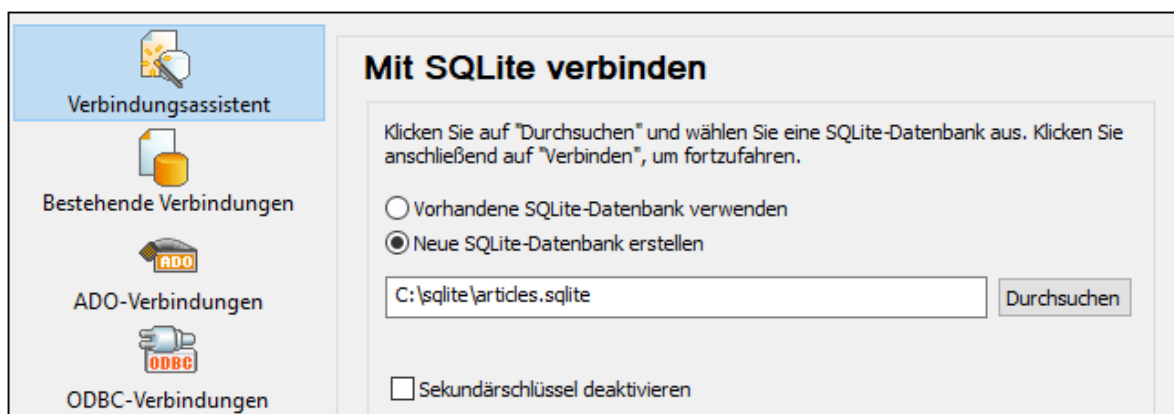 Verbindungsassistent
Bestehende Verbindungen
ADO
ADO-Verbindungen
ODBC
ODBC-Verbindungen
Mit SQLite verbinden
Klicken Sie auf "Durchsuchen" und wählen Sie eine SQLite-Datenbank aus. Klicken Sie
anschließend auf "Verbinden", um fortzufahren.
Vorhandene SQLite-Datenbank verwenden
Neue SQLite-Datenbank erstellen
C:\sqlite\articles.sqlite
Durchsuchen
Sekundärschlüssel deaktivieren